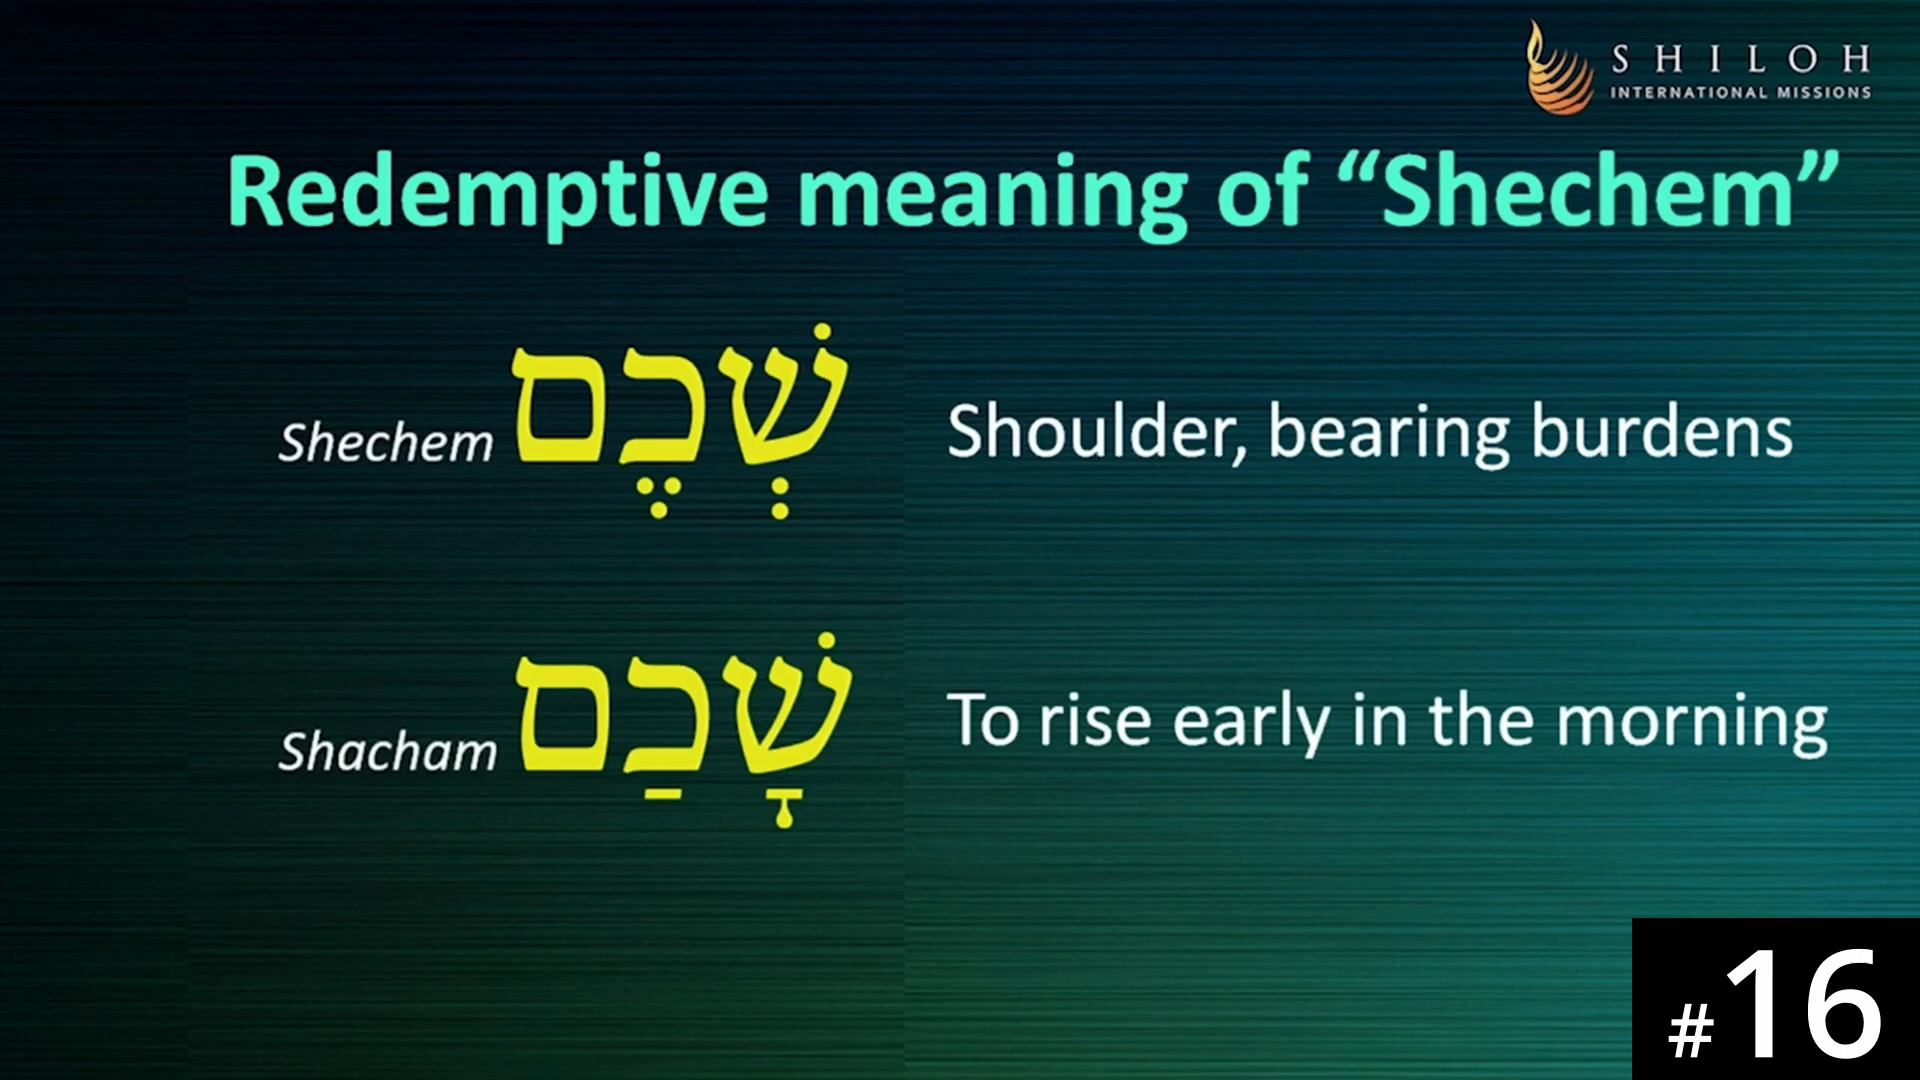 SHILOH
INTERNATIONAL MISSIONS
Redemptive meaning of “Shechem”
Shechem שְׁכֶם Shoulder, bearing burdens
Shacham שָׁכַם To rise early in the morning
#16